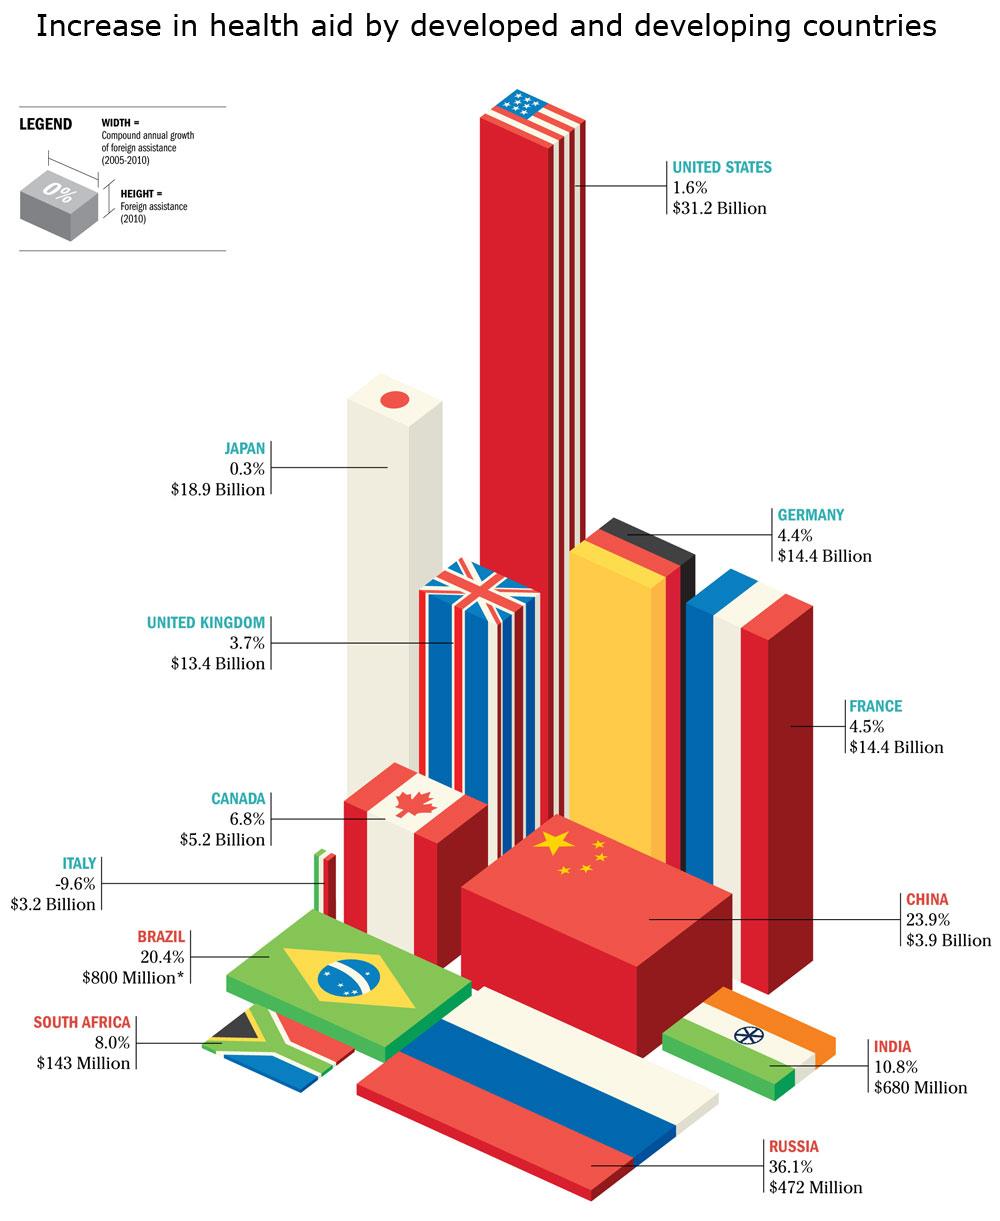 Increase in health aid by developed and developing countries
LEGEND
WIDTH =
Compound annual growth
of foreign assistance
(2005-2010)
0%
HEIGHT =
Foreign assistance
(2010)
UNITED STATES
1.6%
$31.2 Billion
JAPAN
0.3%
$18.9 Billion
GERMANY
4.4%
$14.4 Billion
UNITED KINGDOM
3.7%
$13.4 Billion
FRANCE
4.5%
$14.4 Billion
CANADA
6.8%
$5.2 Billion
ITALY
-9.6%
$3.2 Billion
CHINA
23.9%
$3.9 Billion
BRAZIL
20.4%
$800 Million*
SOUTH AFRICA
8.0%
$143 Million
INDIA
10.8%
$680 Million
RUSSIA
36.1%
$472 Million